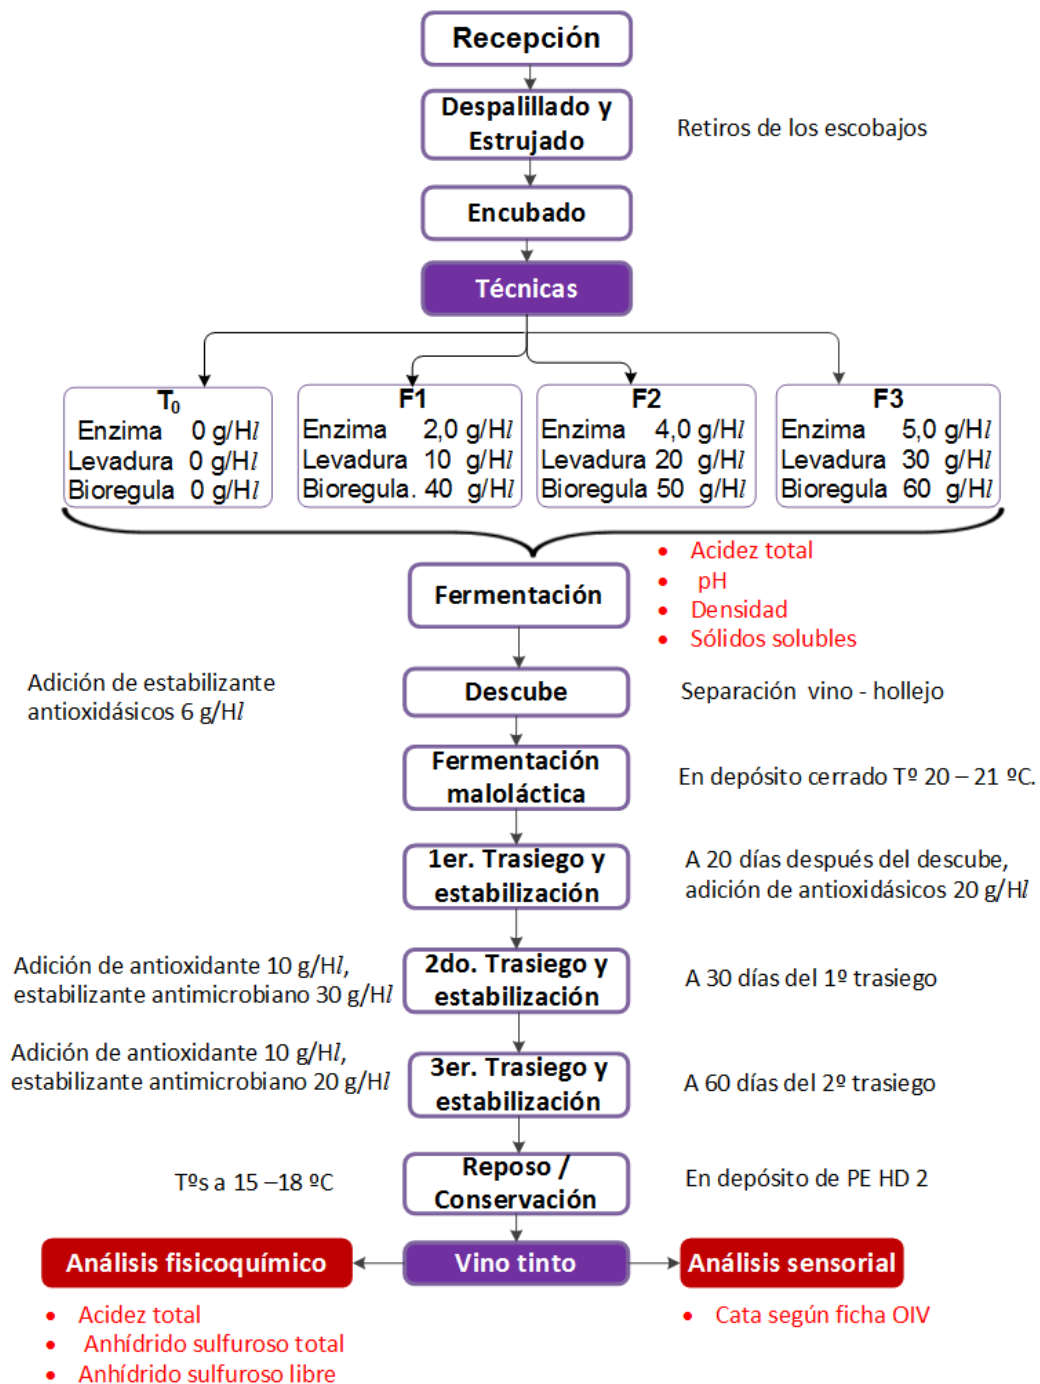 Recepción
Despalillado y
Estrujado
Retiros de los escobajos
Encubado
Técnicas
T₀
Enzima 0 g/Hl
Levadura 0 g/Hl
Bioregula 0 g/Hl
F1
Enzima 2,0 g/Hl
Levadura 10 g/Hl
Bioregula. 40 g/Hl
F2
Enzima 4,0 g/Hl
Levadura 20 g/Hl
Bioregula 50 g/Hl
F3
Enzima 5,0 g/Hl
Levadura 30 g/Hl
Bioregula 60 g/Hl
Fermentación
• Acidez total
• pH
• Densidad
• Sólidos solubles
Adición de estabilizante
antioxidásicos 6 g/Hl
Descube
Separación vino - hollejo
Fermentación
maloláctica
En depósito cerrado Tº 20 – 21 ºC.
1er. Trasiego y
estabilización
A 20 días después del descube,
adición de antioxidásicos 20 g/Hl
Adición de antioxidante 10 g/Hl,
estabilizante antimicrobiano 30 g/Hl
2do. Trasiego y
estabilización
A 30 días del 1º trasiego
Adición de antioxidante 10 g/Hl,
estabilizante antimicrobiano 20 g/Hl
3er. Trasiego y
estabilización
A 60 días del 2º trasiego
Tºs a 15 –18 ºC
Reposo /
Conservación
En depósito de PE HD 2
Análisis fisicoquímico
Vino tinto
Análisis sensorial
• Acidez total
• Anhídrido sulfuroso total
• Anhídrido sulfuroso libre
• Cata según ficha OIV